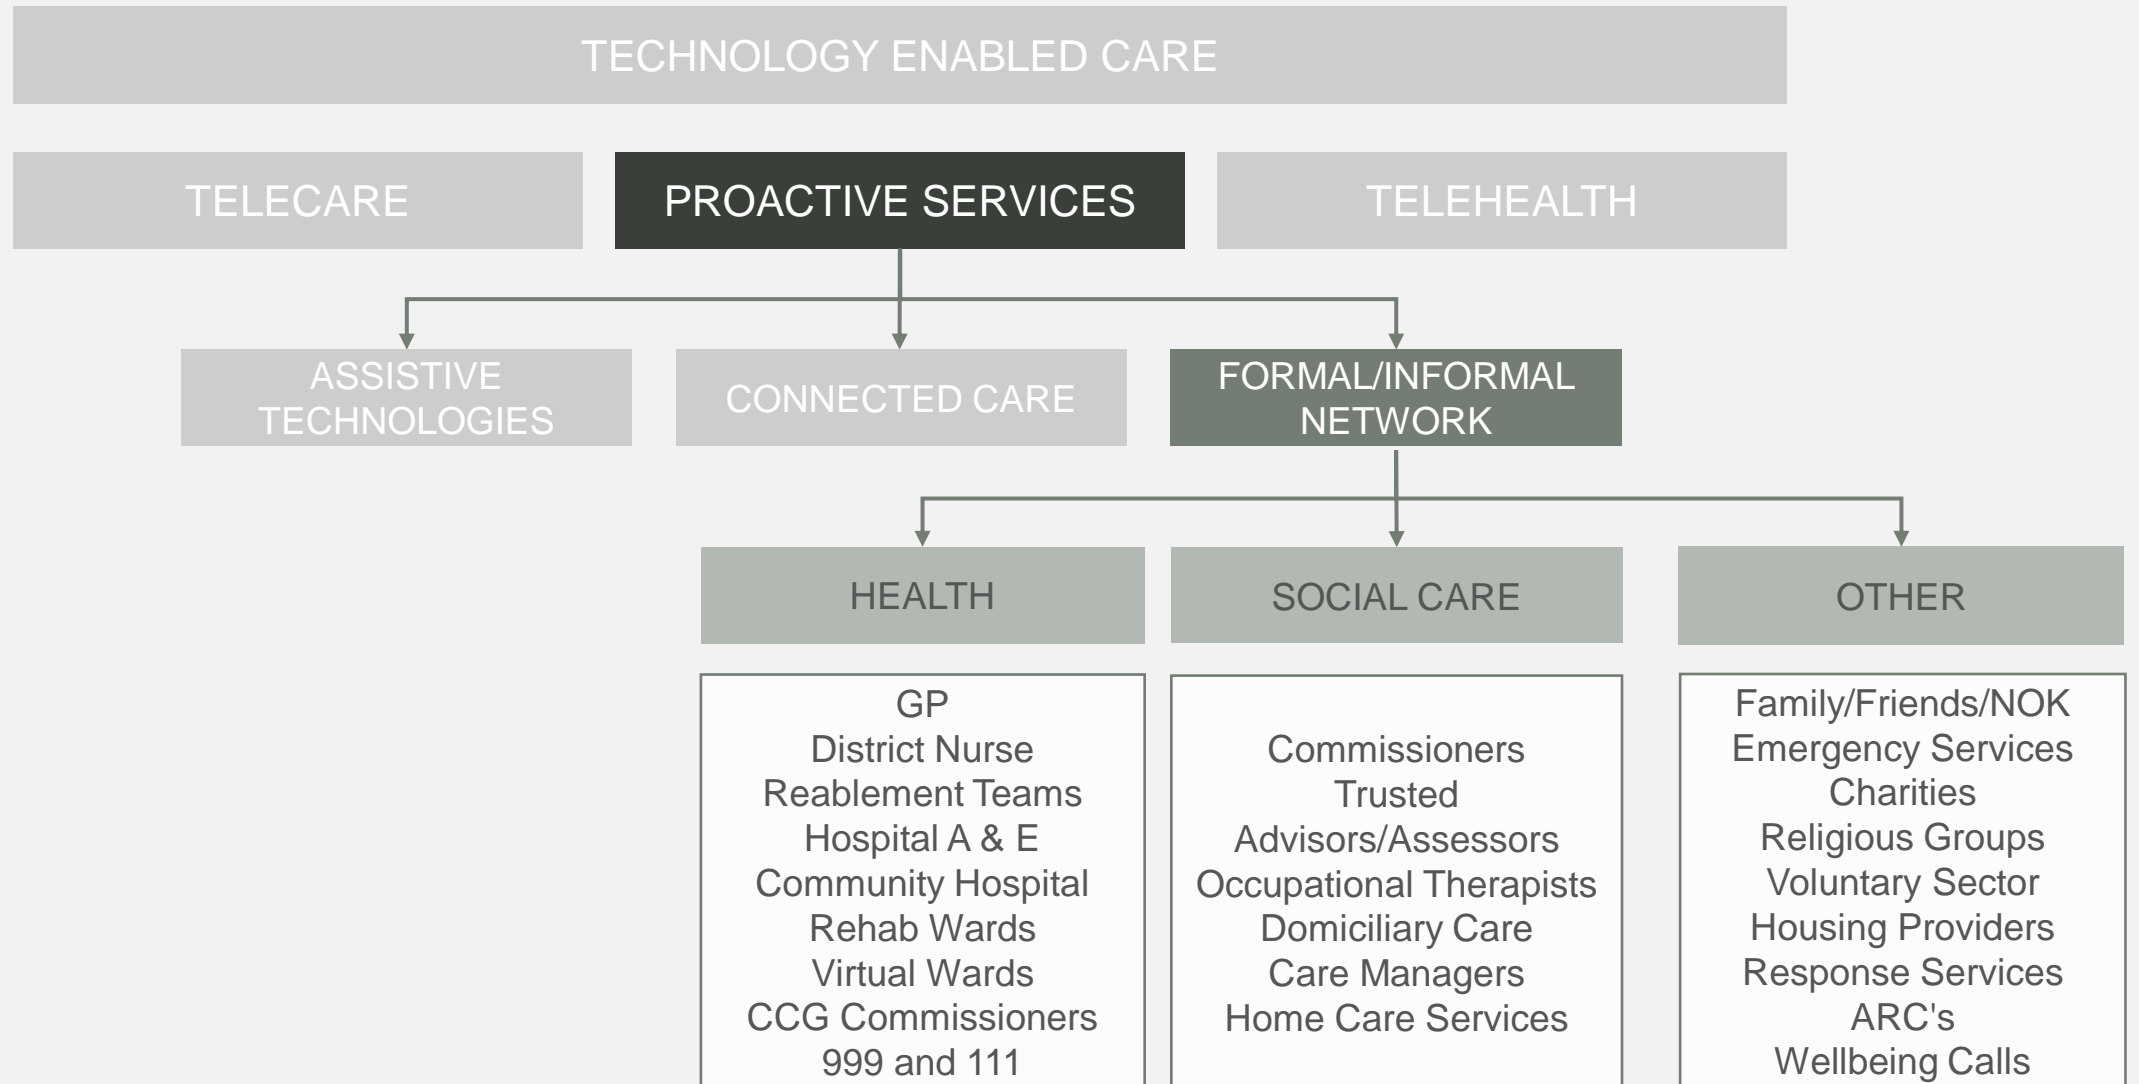 TECHNOLOGY ENABLED CARE
TELECARE
PROACTIVE SERVICES
TELEHEALTH
ASSISTIVE
TECHNOLOGIES
CONNECTED CARE
FORMAL/INFORMAL
NETWORK
HEALTH
SOCIAL CARE
OTHER
GP
District Nurse
Reablement Teams
Hospital A & E
Community Hospital
Rehab Wards
Virtual Wards
CCG Commissioners
999 and 111
Commissioners
Trusted
Advisors/Assessors
Occupational Therapists
Domiciliary Care
Care Managers
Home Care Services
Family/Friends/NOK
Emergency Services
Charities
Religious Groups
Voluntary Sector
Housing Providers
Response Services
ARC's
Wellbeing Calls